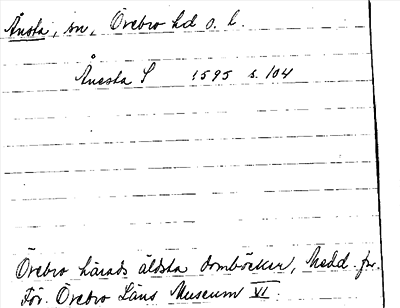 Ånsta, sn, Örebro hd o. l.
Ånesta S 1595 s. 104
Örebro härads äldsta domböcker, Medd. fr.
För. Örebro Läns Museum VI.